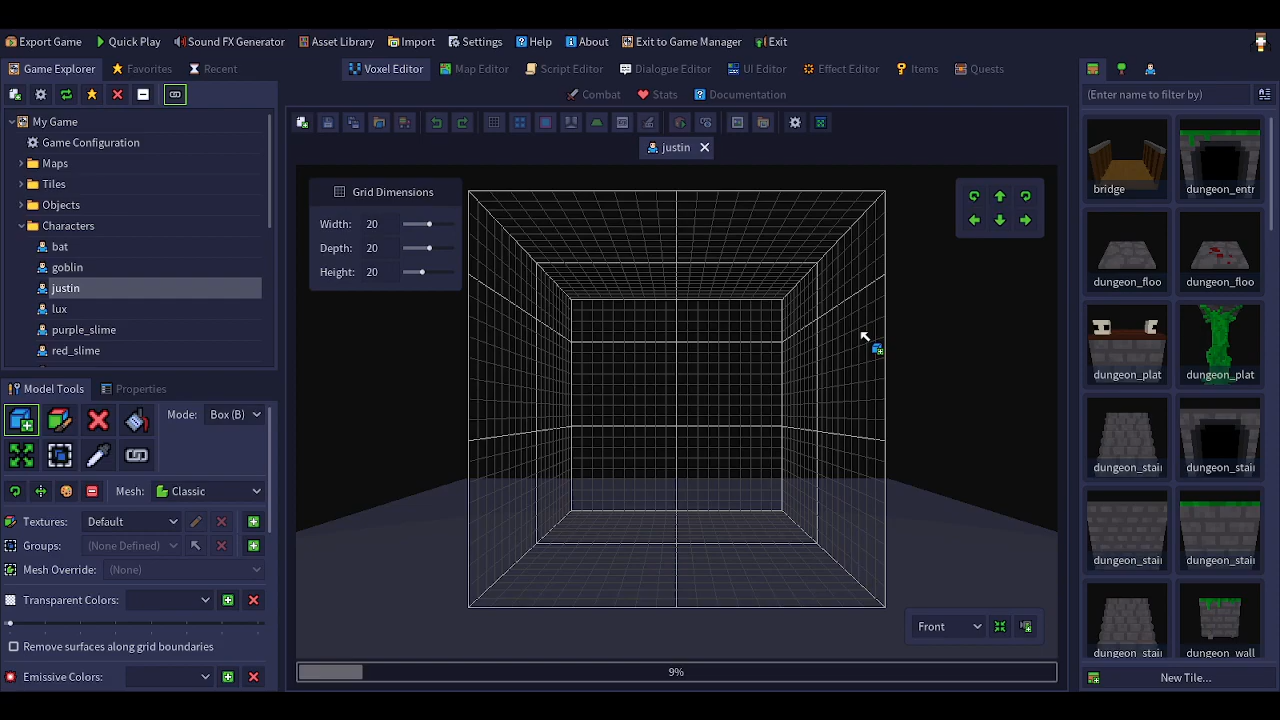 Export Game Quick Play Sound FX Generator Asset Library Import Settings Help About Exit to Game Manager Exit
Game Explorer Favorites Recent
Voxel Editor Map Editor Script Editor Dialogue Editor UI Editor Effect Editor Items Quests
Combat Stats Documentation
(Enter name to filter by)
My Game
Game Configuration
Maps
Tiles
Objects
Characters
bat
goblin
justin
lux
purple_slime
red_slime
Model Tools Properties
Mode: Box (B)
Mesh: Classic
Textures: Default
Groups: (None Defined)
Mesh Override: (None)
Transparent Colors:
Remove surfaces along grid boundaries
Emissive Colors:
justin
Grid Dimensions
Width: 20
Depth: 20
Height: 20
Front
9%
bridge dungeon_entr
dungeon_floo dungeon_floo
dungeon_plat dungeon_plat
dungeon_stair dungeon_stair
dungeon_stair dungeon_stair
dungeon_stair dungeon_wall
New Tile...